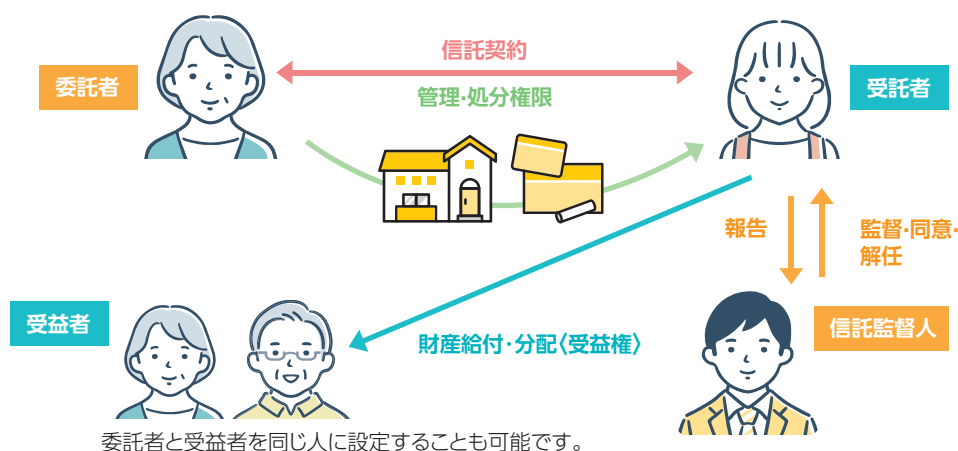 信託契約
委託者
受託者
管理・処分権限
報告
監督・同意・
解任
受益者
信託監督人
財産給付・分配〈受益権〉
委託者と受益者を同じ人に設定することも可能です。